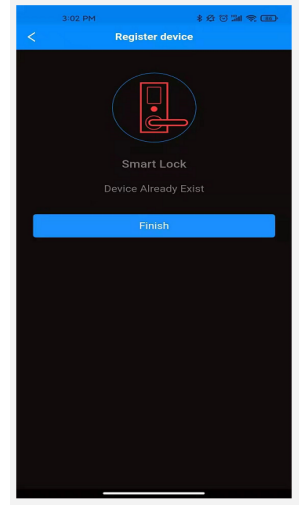 3:02 PM
Register device
Smart Lock
Device Already Exist
Finish